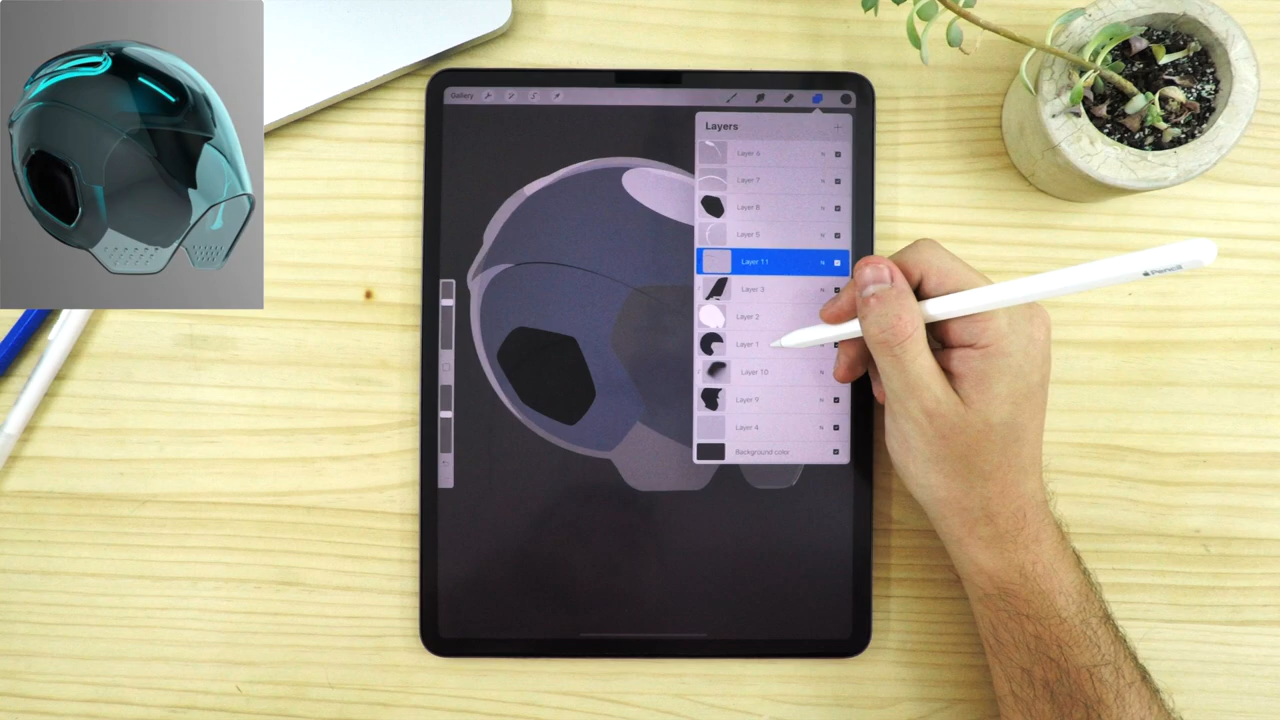 Gallery
Layers
Layer 6 N
Layer 7 N
Layer 8 N
Layer 5 N
Layer 11 N
Layer 3 N
Layer 2
Layer 1
Layer 10 N
Layer 9 N
Layer 4 N
Background color
Pencil